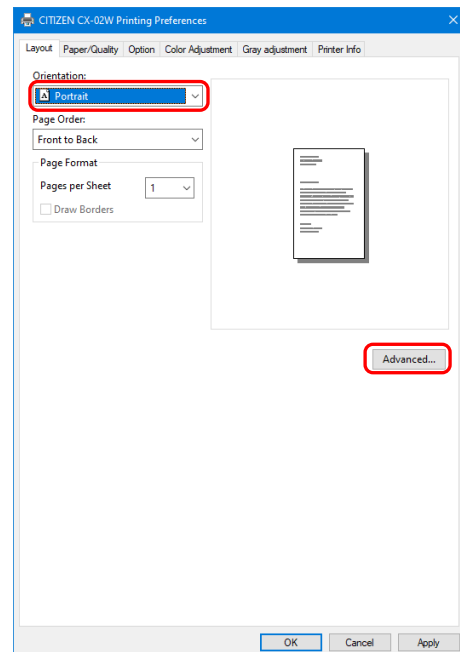 CITIZEN CX-02W Printing Preferences
Layout Paper/Quality Option Color Adjustment Gray adjustment Printer Info
Orientation:
A Portrait
Page Order:
Front to Back
Page Format
Pages per Sheet 1
Draw Borders
Advanced...
OK Cancel Apply